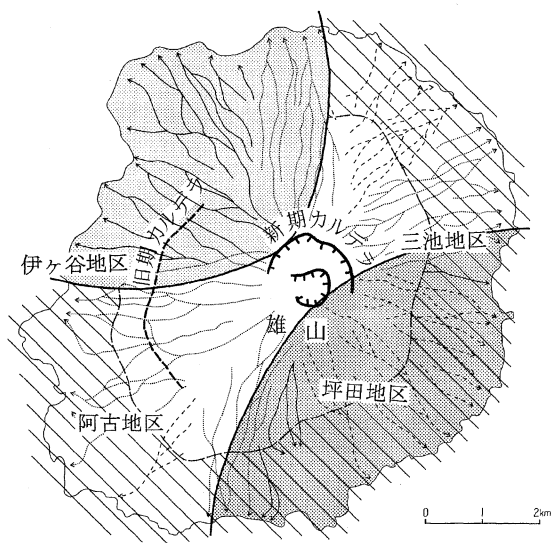 新期カルデラ
旧期カルデラ
三池地区
伊ヶ谷地区
雄山
坪田地区
阿古地区
0 1 2km